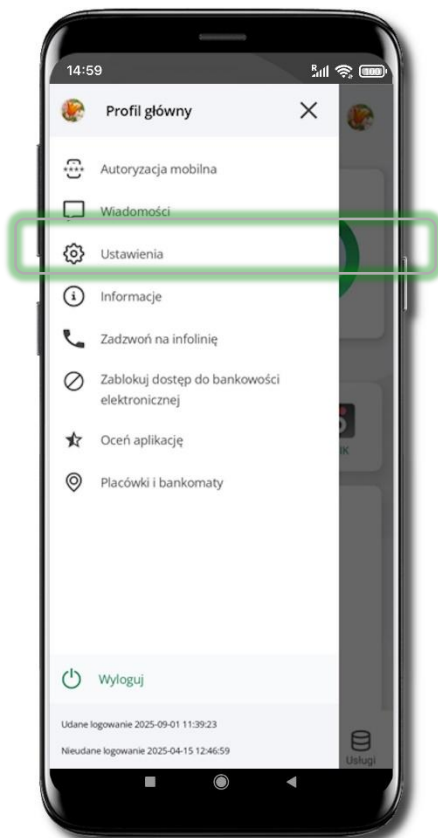 14:59
Profil główny
Autoryzacja mobilna
Wiadomości
Ustawienia
Informacje
Zadzwoń na infolinię
Zablokuj dostęp do bankowości
elektronicznej
Oceń aplikację
Placówki i bankomaty
Wyloguj
Udane logowanie 2025-09-01 11:39:23
Nieudane logowanie 2025-04-15 12:46:59
Usługi